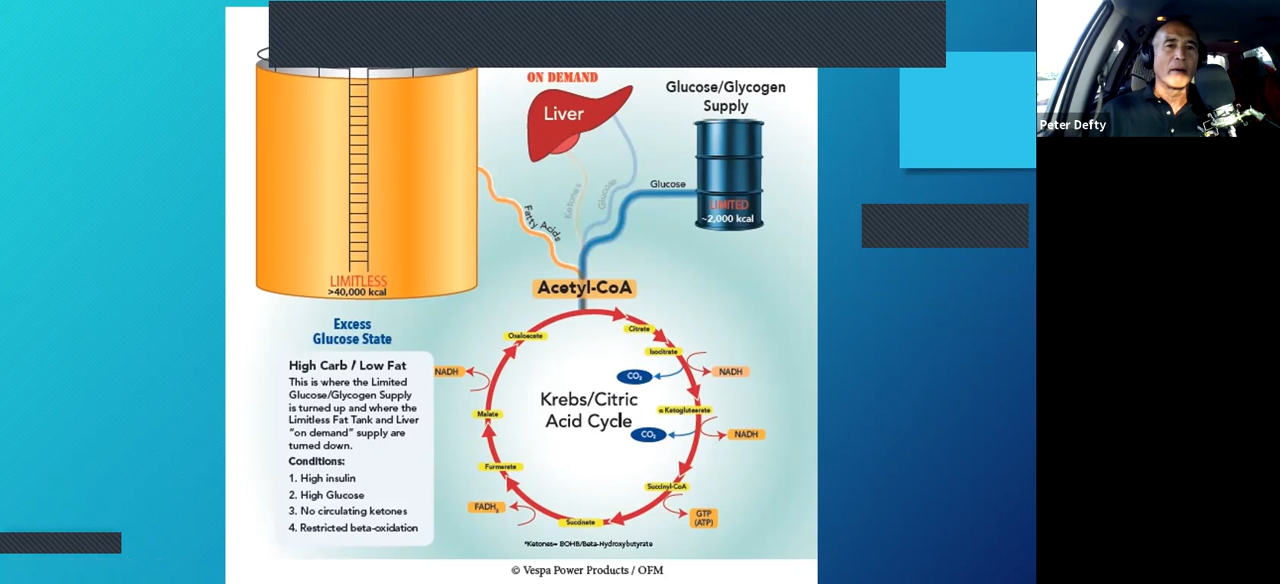 ON DEMAND
Liver
Glucose/Glycogen
Supply
Peter Defty
Ketones
Glucose
Glucose
LIMITED
~2,000 kcal
Fatty Acids
LIMITLESS
>40,000 kcal
Acetyl-CoA
Excess
Glucose State
High Carb / Low Fat
This is where the Limited
Glucose/Glycogen Supply
is turned up and where the
Limitless Fat Tank and Liver
"on demand" supply are
turned down.
Conditions:
1. High insulin
2. High Glucose
3. No circulating ketones
4. Restricted beta-oxidation
Krebs/Citric
Acid Cycle
Oxaloacete
Citrate
Isocitrate
NADH
CO₂
NADH
α Ketogluterate
CO₂
NADH
Malate
Furmerate
Succinyl-CoA
FADH₂
Succinate
GTP
(ATP)
*Ketones= BOHB/Beta-Hydroxybutyrate
© Vespa Power Products / OFM